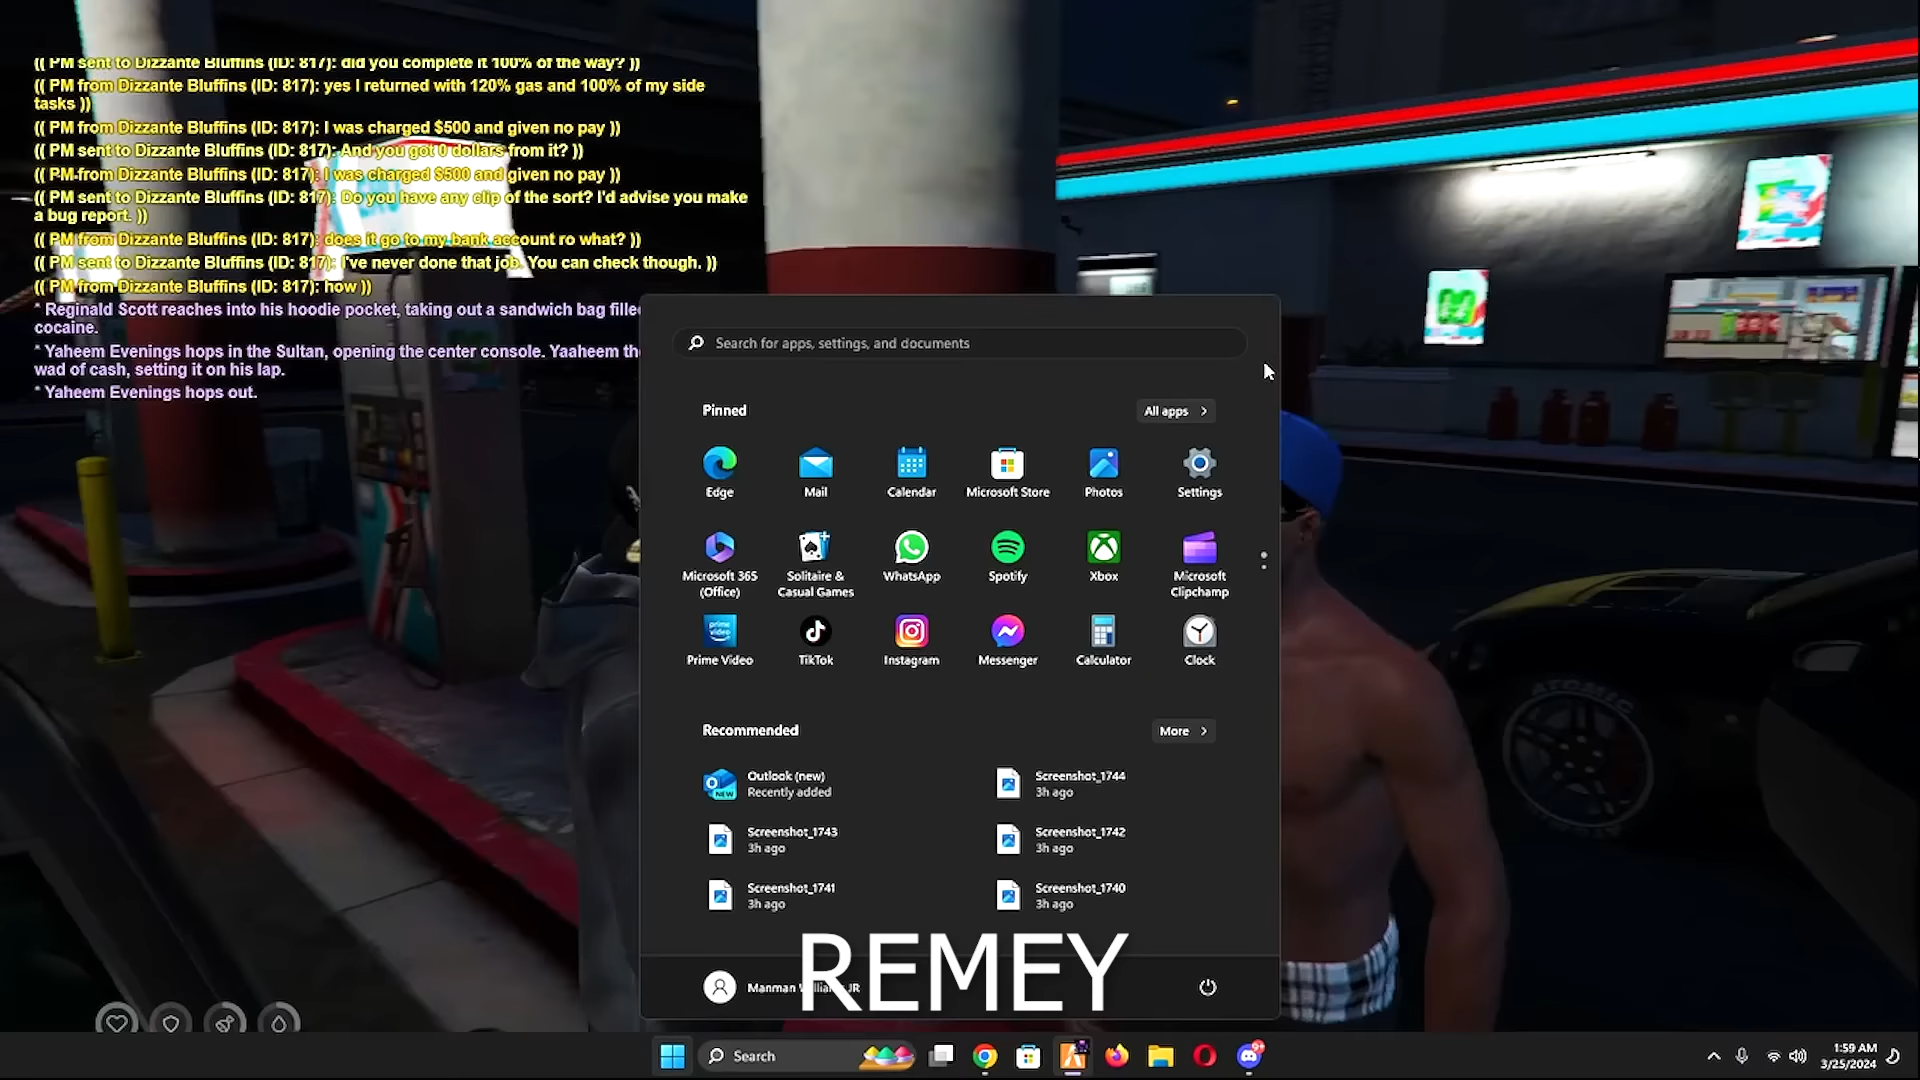 (( PM sent to Dizzante Bluffins (ID: 817): did you complete it 100% of the way? ))
(( PM from Dizzante Bluffins (ID: 817): yes I returned with 120% gas and 100% of my side
tasks ))
(( PM from Dizzante Bluffins (ID: 817): I was charged $500 and given no pay ))
(( PM sent to Dizzante Bluffins (ID: 817): And you got 0 dollars from it? ))
(( PM from Dizzante Bluffins (ID: 817): I was charged $500 and given no pay ))
(( PM sent to Dizzante Bluffins (ID: 817): Do you have any clip of the sort? I'd advise you make
a bug report. ))
(( PM from Dizzante Bluffins (ID: 817): does it go to my bank account ro what? ))
(( PM sent to Dizzante Bluffins (ID: 817): I've never done that job. You can check though. ))
(( PM from Dizzante Bluffins (ID: 817): how ))
* Reginald Scott reaches into his hoodie pocket, taking out a sandwich bag fille
cocaine.
* Yaheem Evenings hops in the Sultan, opening the center console. Yaaheem th
wad of cash, setting it on his lap.
* Yaheem Evenings hops out.
Search for apps, settings, and documents
Pinned
All apps
Edge
Mail
Calendar
Microsoft Store
Photos
Settings
Microsoft 365
(Office)
Solitaire &
Casual Games
WhatsApp
Spotify
Xbox
Microsoft
Clipchamp
prime
video
Prime Video
TikTok
Instagram
Messenger
Calculator
Clock
Recommended
More
NEW
Outlook (new)
Recently added
Screenshot_1744
3h ago
Screenshot_1743
3h ago
Screenshot_1742
3h ago
Screenshot_1741
3h ago
Screenshot_1740
3h ago
Manman JR
REMEY
Search
1:59 AM
3/25/2024
ATOMIC